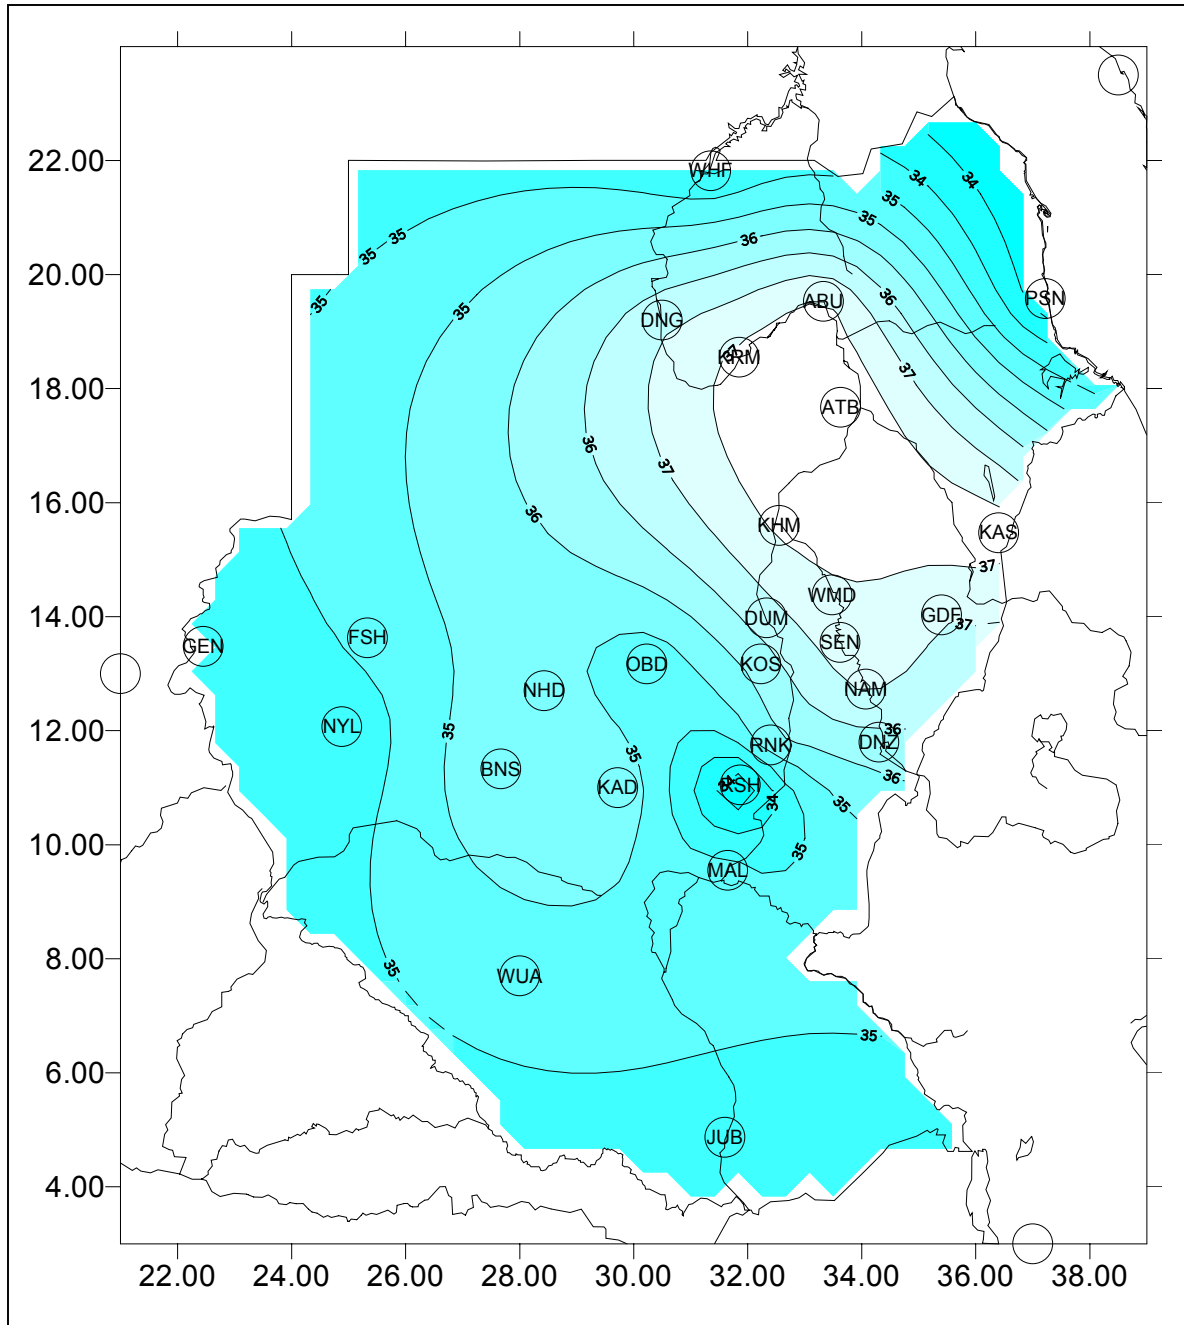 22.00
20.00
18.00
16.00
14.00
12.00
10.00
8.00
6.00
4.00
22.00 24.00 26.00 28.00 30.00 32.00 34.00 36.00 38.00
WHF
34
34
35
35
35
35
36
35
35
36
PSN
ABU
DNG
KRM
37
ATB
36
37
36
KHM
KAS
37
WMD
DUM
GDF
37
SEN
FSH
GEN
OBD
KOS
NHD
NAM
NYL
35
35
36
RNK
DNZ
BNS
KAD
KSH
36
34
35
35
MAL
35
WUA
35
JUB